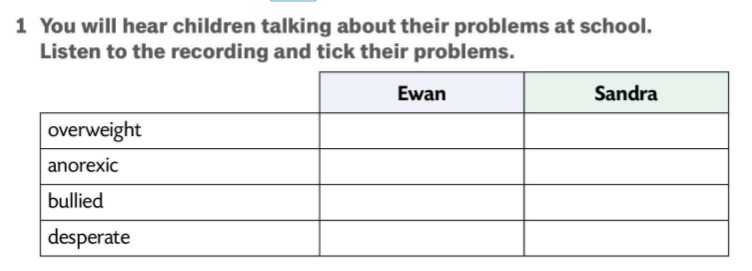 1 You will hear children talking about their problems at school.
Listen to the recording and tick their problems.
Ewan Sandra
overweight
anorexic
bullied
desperate